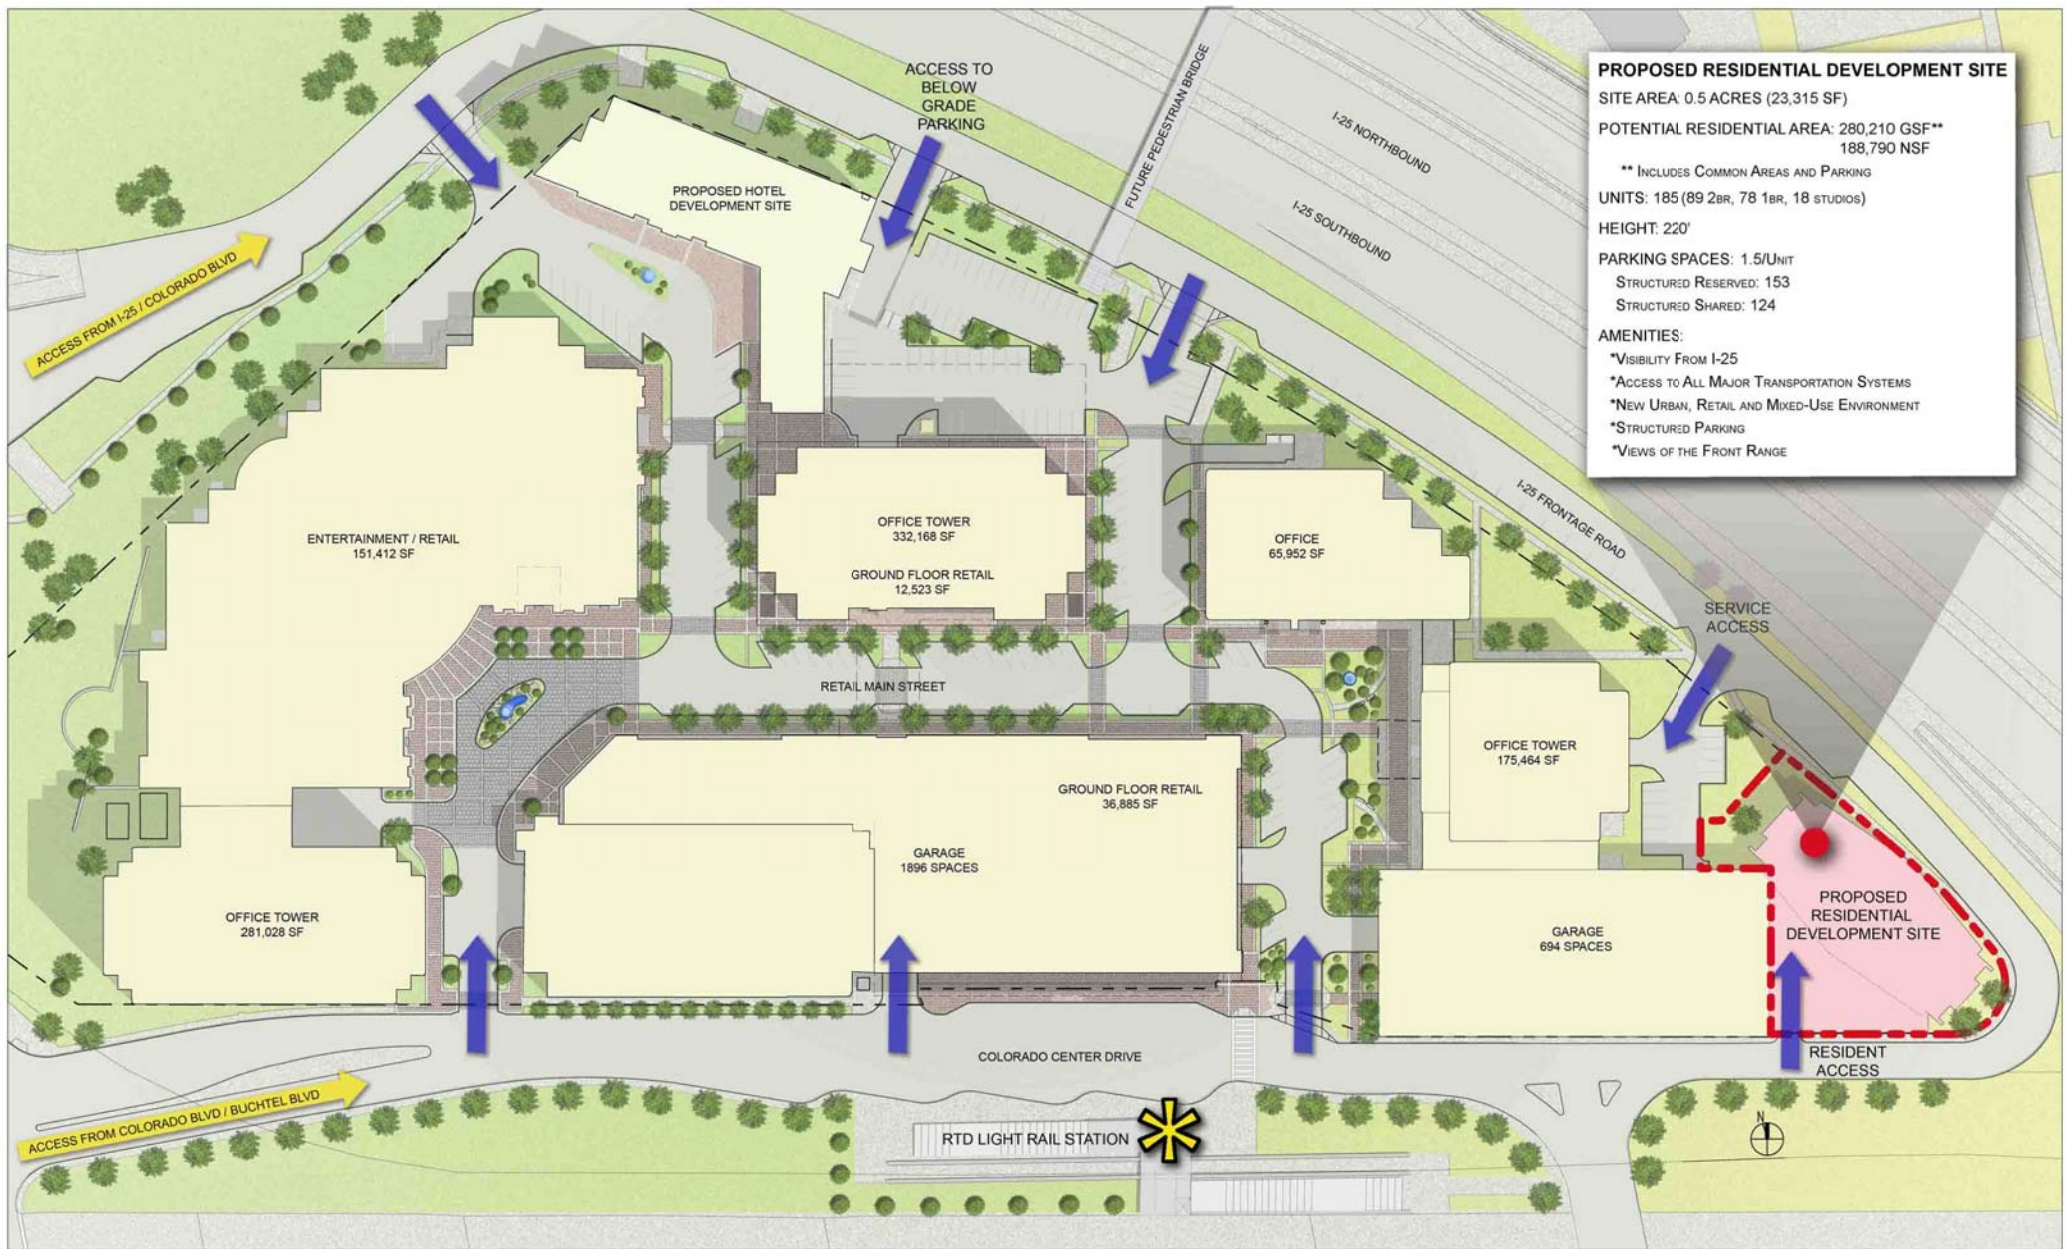 PROPOSED RESIDENTIAL DEVELOPMENT SITE
SITE AREA: 0.5 ACRES (23,315 SF)
POTENTIAL RESIDENTIAL AREA: 280,210 GSF**
188,790 NSF
** INCLUDES COMMON AREAS AND PARKING
UNITS: 185 (89 2BR, 78 1BR, 18 STUDIOS)
HEIGHT: 220'
PARKING SPACES: 1.5/UNIT
STRUCTURED RESERVED: 153
STRUCTURED SHARED: 124
AMENITIES:
*VISIBILITY FROM I-25
*ACCESS TO ALL MAJOR TRANSPORTATION SYSTEMS
*NEW URBAN, RETAIL AND MIXED-USE ENVIRONMENT
*STRUCTURED PARKING
*VIEWS OF THE FRONT RANGE
ACCESS TO
BELOW
GRADE
PARKING
FUTURE PEDESTRIAN BRIDGE
I-25 NORTHBOUND
I-25 SOUTHBOUND
PROPOSED HOTEL
DEVELOPMENT SITE
ACCESS FROM I-25 / COLORADO BLVD
ENTERTAINMENT / RETAIL
151,412 SF
OFFICE TOWER
332,168 SF
GROUND FLOOR RETAIL
12,523 SF
OFFICE
65,952 SF
I-25 FRONTAGE ROAD
SERVICE
ACCESS
RETAIL MAIN STREET
OFFICE TOWER
175,464 SF
GROUND FLOOR RETAIL
36,885 SF
GARAGE
1896 SPACES
OFFICE TOWER
281,028 SF
GARAGE
694 SPACES
PROPOSED
RESIDENTIAL
DEVELOPMENT SITE
COLORADO CENTER DRIVE
RESIDENT
ACCESS
ACCESS FROM COLORADO BLVD / BUCHTEL BLVD
RTD LIGHT RAIL STATION
N